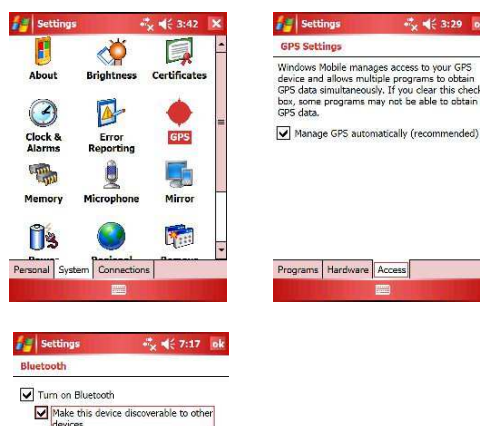 Settings 3:42
About Brightness Certificates
Clock & Alarms Error Reporting GPS
Memory Microphone Mirror
Power Regional Remove
Personal System Connections
Settings 3:29
GPS Settings
Windows Mobile manages access to your GPS
device and allows multiple programs to obtain
GPS data simultaneously. If you clear this check
box, some programs may not be able to obtain
GPS data.
Manage GPS automatically (recommended)
Programs Hardware Access
Settings 7:17 ok
Bluetooth
Turn on Bluetooth
Make this device discoverable to other
devices